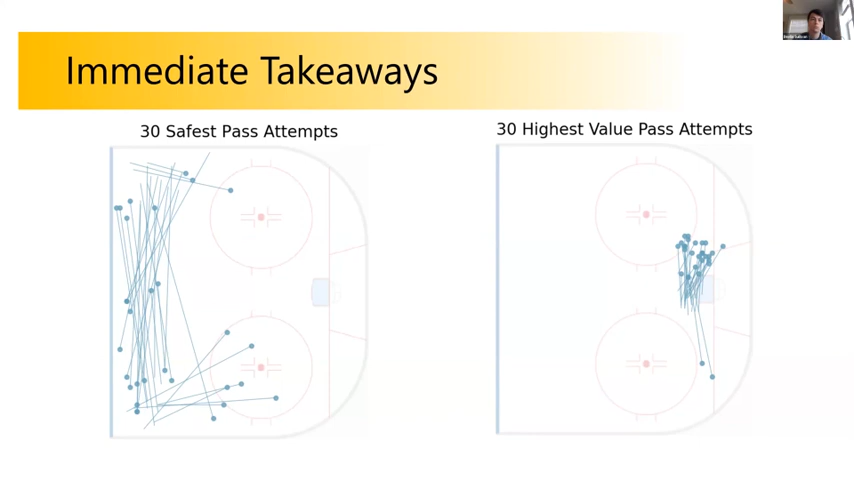 Immediate Takeaways
30 Safest Pass Attempts
30 Highest Value Pass Attempts